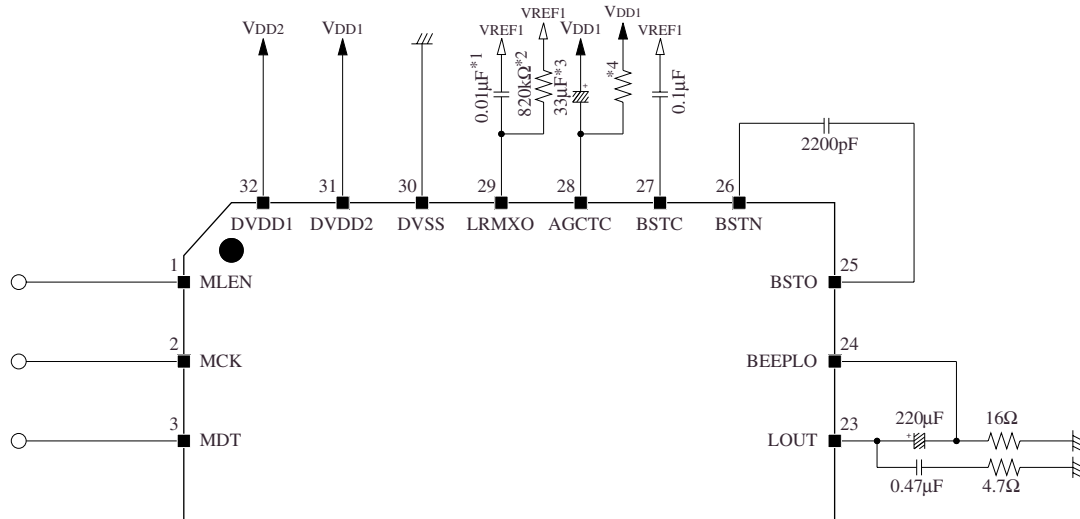 VDD2
VDD1
VREF1
VREF1
VDD1
VDD1
VREF1
0.01μF*1
820kΩ*2
33μF*3
+
*4
0.1μF
2200pF
32
31
30
29
28
27
26
DVDD1
DVDD2
DVSS
LRMXO
AGCTC
BSTC
BSTN
1
MLEN
BSTO
25
2
MCK
BEEPLO
24
3
MDT
LOUT
23
220μF
+
16Ω
0.47μF
4.7Ω